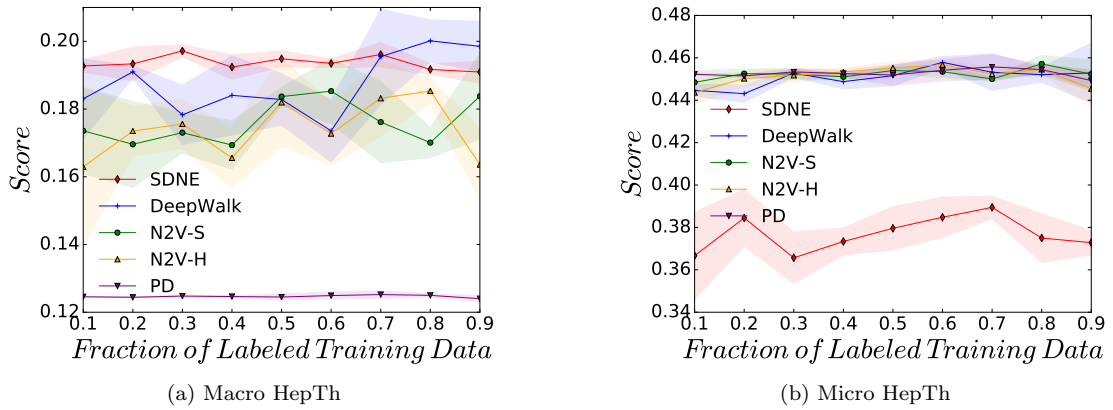 0.20
0.18
0.16
0.14
0.12
Score
SDNE
DeepWalk
N2V-S
N2V-H
PD
0.1 0.2 0.3 0.4 0.5 0.6 0.7 0.8 0.9
Fraction of Labeled Training Data
(a) Macro HepTh
0.48
0.46
0.44
0.42
0.40
0.38
0.36
0.34
Score
SDNE
DeepWalk
N2V-S
N2V-H
PD
0.1 0.2 0.3 0.4 0.5 0.6 0.7 0.8 0.9
Fraction of Labeled Training Data
(b) Micro HepTh